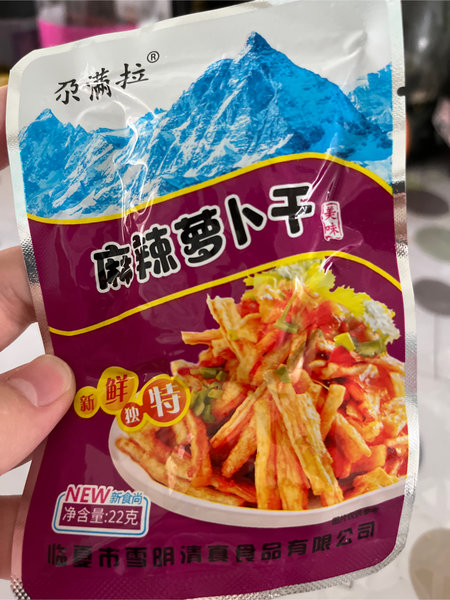 尕满拉®
麻辣萝卜干
美味
新鲜
独特
NEW新食尚
净含量:22克
临夏市雪明清真食品有限公司